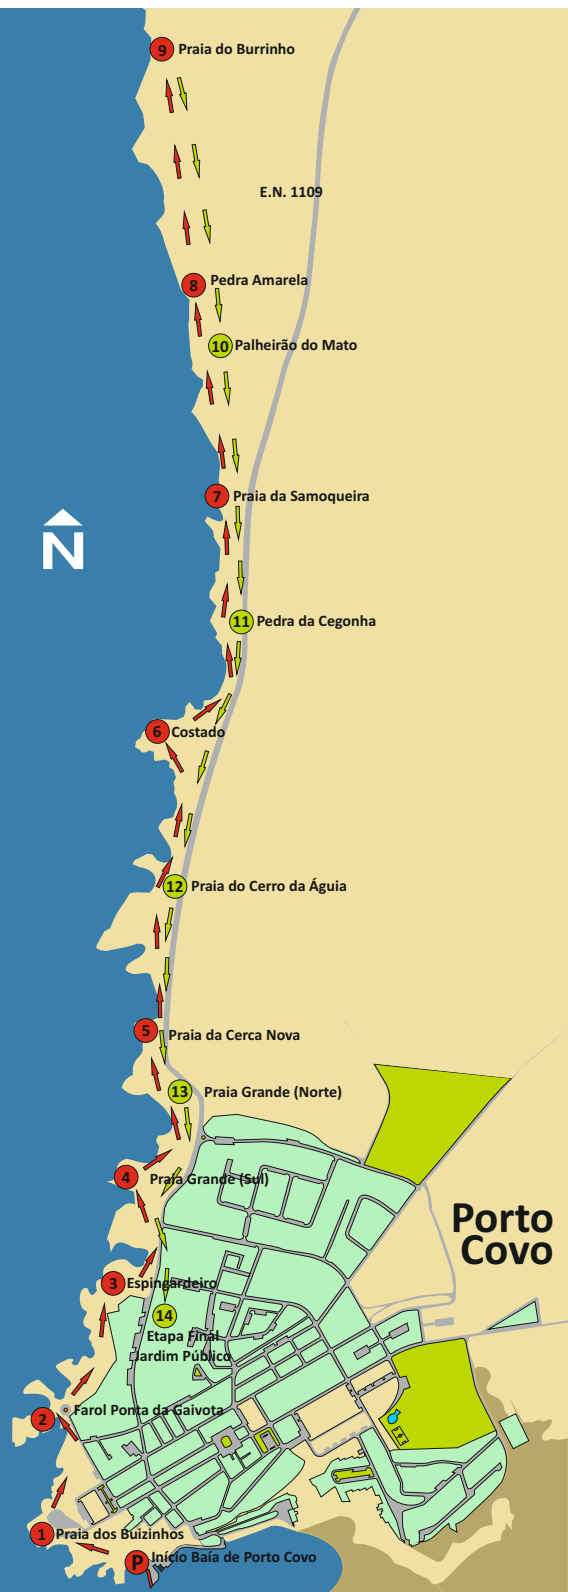 9 Praia do Burrinho
E.N. 1109
8 Pedra Amarela
10 Palheirão do Mato
7 Praia da Samoqueira
N
11 Pedra da Cegonha
6 Costado
12 Praia do Cerro da Águia
5 Praia da Cerca Nova
13 Praia Grande (Norte)
4 Praia Grande (Sul)
Porto
Covo
3 Espingardeiro
14
Etapa Final
Jardim Público
2 Farol Ponta da Gaivota
1 Praia dos Buizinhos
P Início Baía de Porto Covo